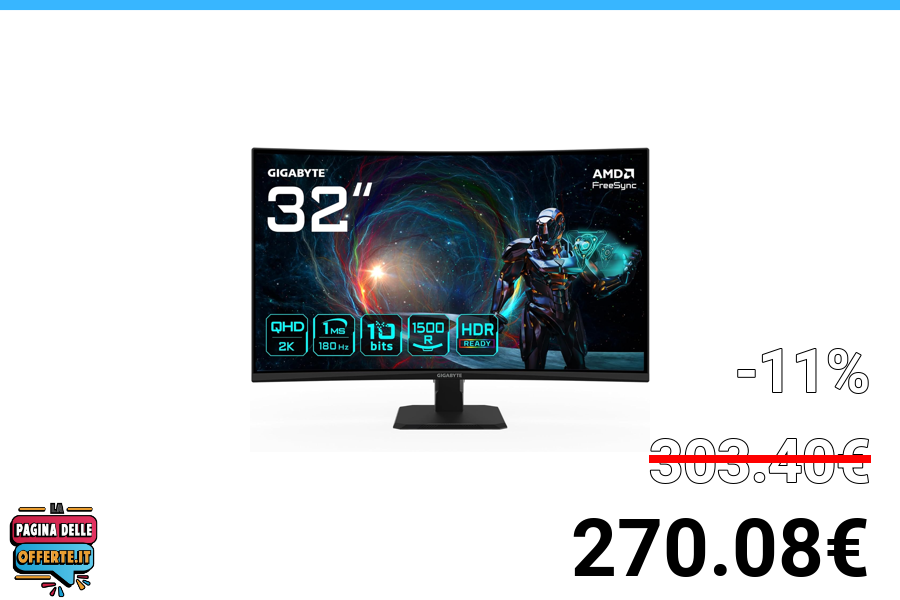 GIGABYTE
32"
AMD
FreeSync
QHD
2K
1MS
180Hz
10
bits
1500
R
HDR
READY
GIGABYTE
-11%
303.40€
270.08€
LA
PAGINA DELLE
OFFERTE.IT